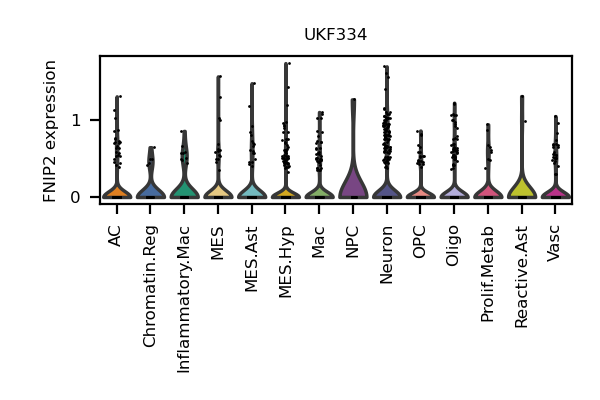 UKF334
FNIP2 expression
1
0
AC
Chromatin.Reg
Inflammatory.Mac
MES
MES.Ast
MES.Hyp
Mac
NPC
Neuron
OPC
Oligo
Prolif.Metab
Reactive.Ast
Vasc